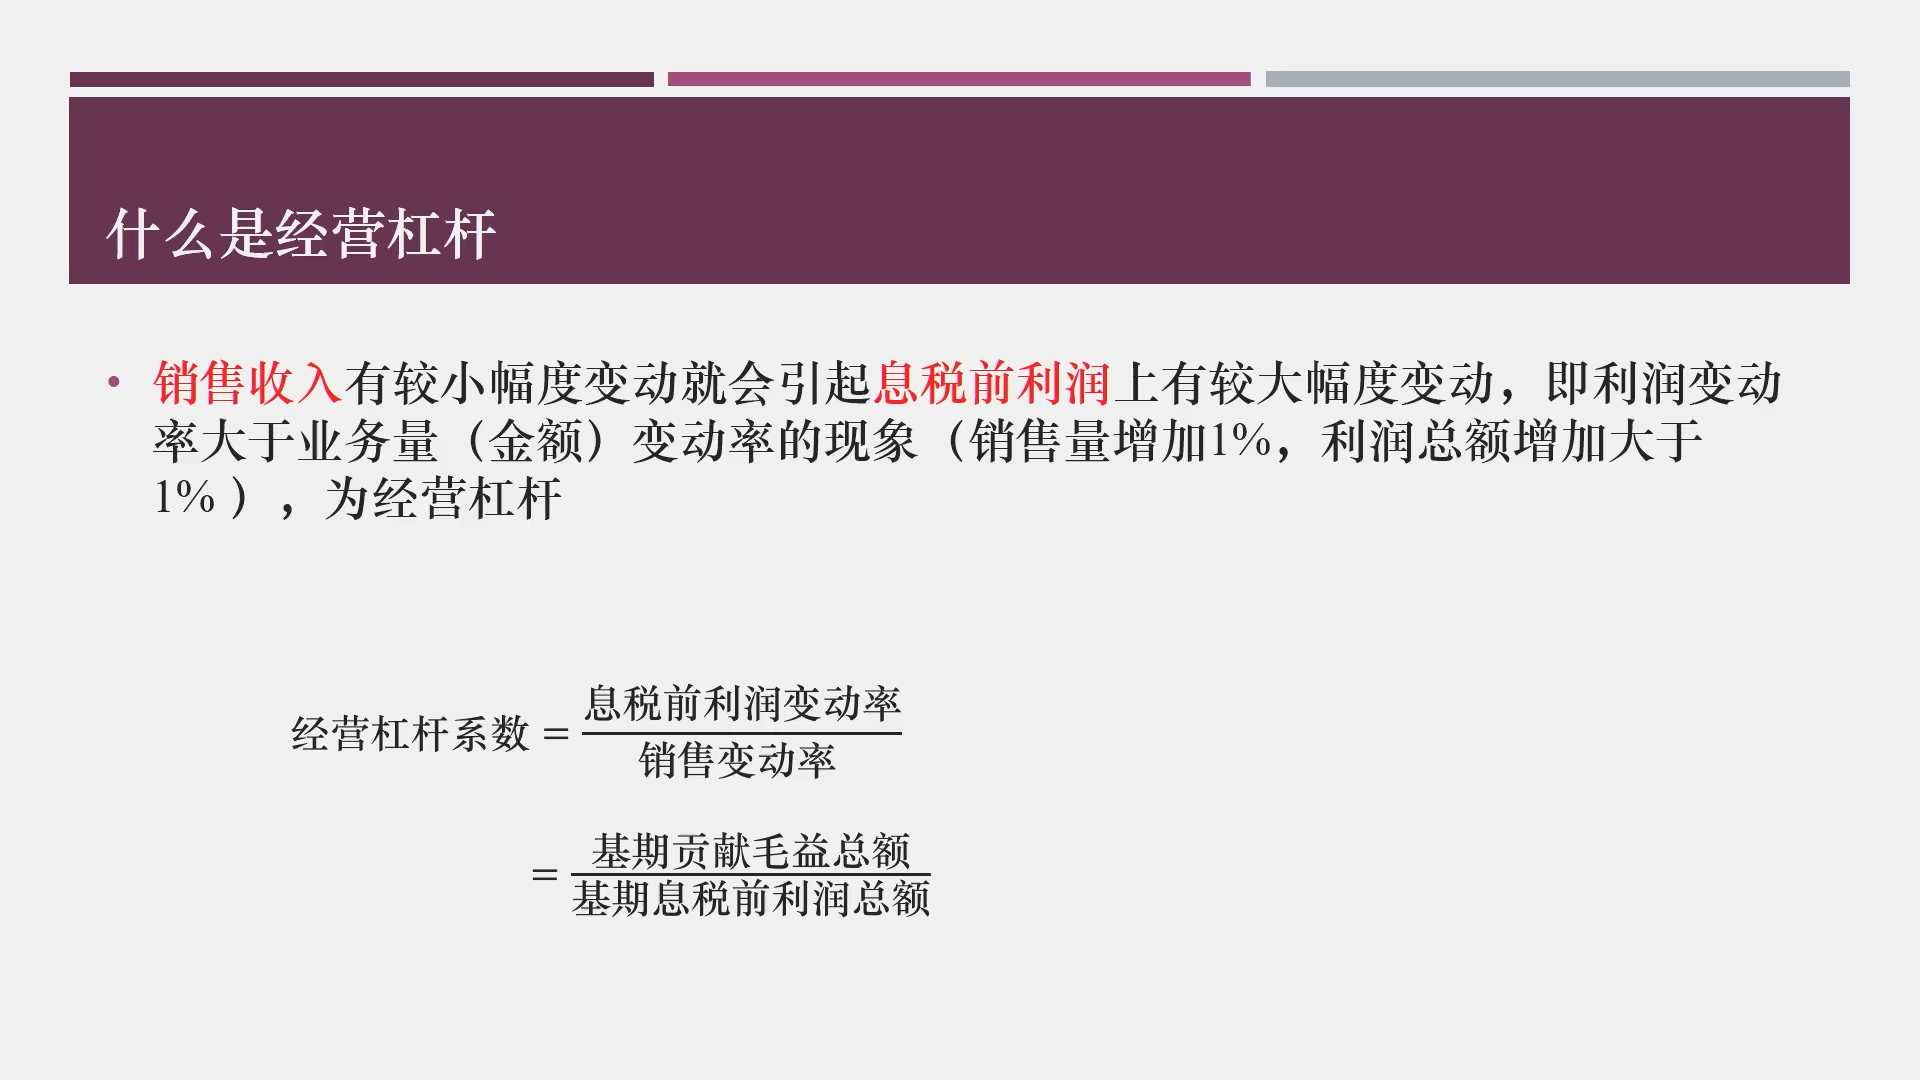 什么是经营杠杆
• 销售收入有较小幅度变动就会引起息税前利润上有较大幅度变动，即利润变动
率大于业务量（金额）变动率的现象（销售量增加1%，利润总额增加大于
1% ），为经营杠杆
经营杠杆系数 = 息税前利润变动率
销售变动率
= 基期贡献毛益总额
基期息税前利润总额